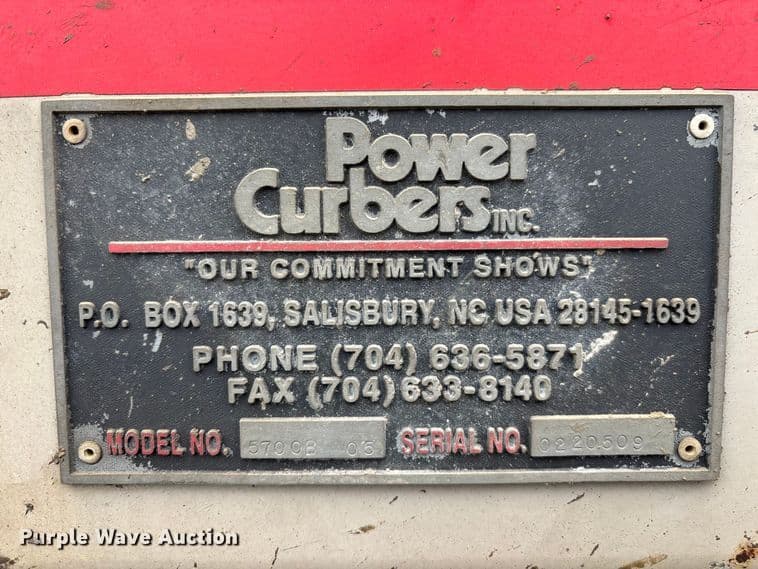 Power
Curbers INC.
"OUR COMMITMENT SHOWS"
P.O. BOX 1639, SALISBURY, NC USA 28145-1639
PHONE (704) 636-5871
FAX (704) 633-8140
MODEL NO. 5700B 03 SERIAL NO. 0220509
Purple Wave Auction